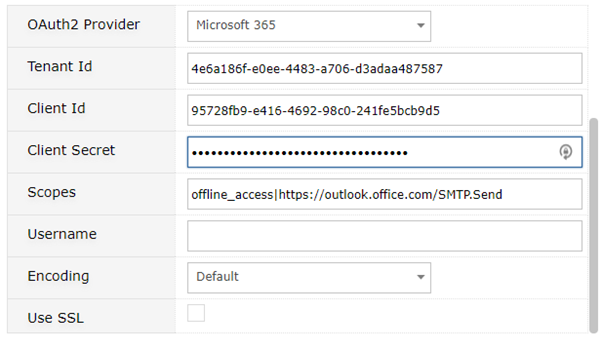 OAuth2 Provider Microsoft 365
Tenant Id 4e6a186f-e0ee-4483-a706-d3adaa487587
Client Id 95728fb9-e416-4692-98c0-241fe5bcb9d5
Client Secret ••••••••••••••••••••••••••••••••••
Scopes offline_access|https://outlook.office.com/SMTP.Send
Username
Encoding Default
Use SSL